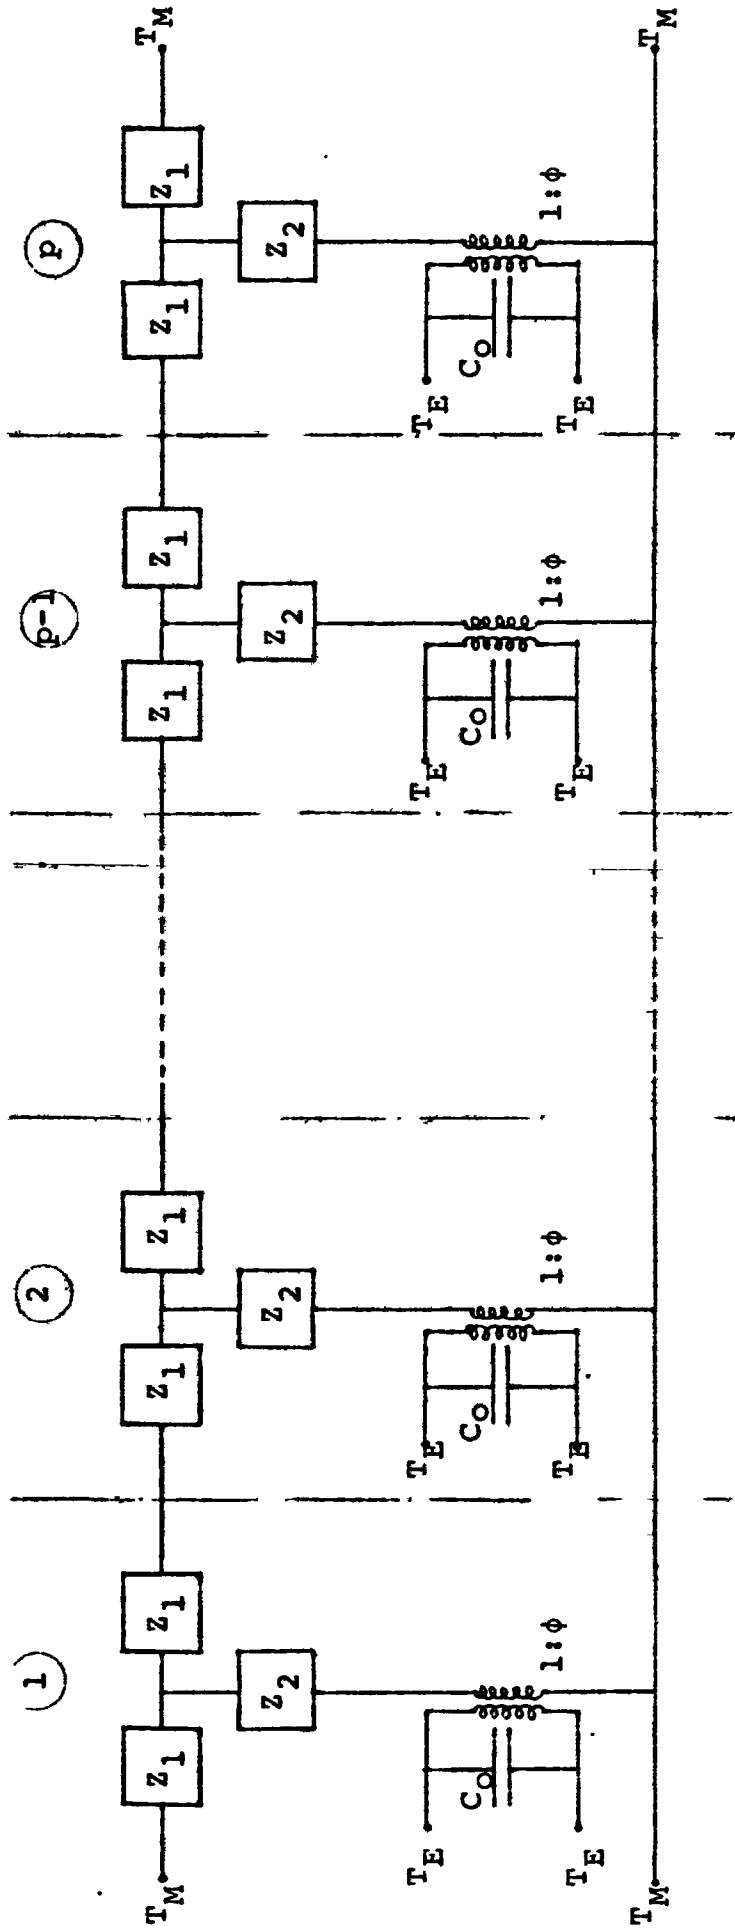 1 2 p-1 p
T_M Z_1 Z_1 Z_1 Z_1 Z_1 Z_1 Z_1 Z_1 T_M
Z_2 Z_2 Z_2 Z_2
T_E C_O T_E C_O T_E C_O T_E C_O
T_E 1:φ T_E 1:φ T_E 1:φ T_E 1:φ
T_M T_M